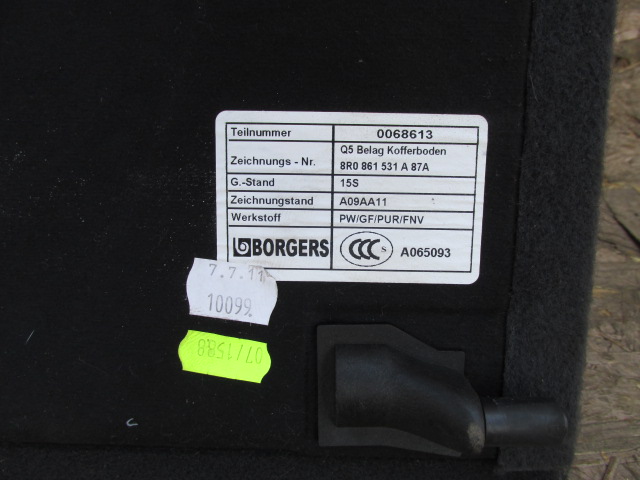 Teilnummer 0068613
Zeichnungs - Nr. Q5 Belag Kofferboden
8R0 861 531 A 87A
G.-Stand 15S
Zeichnungstand A09AA11
Werkstoff PW/GF/PUR/FNV
BORGERS CCC S A065093
7.7.11
10099
07/1588